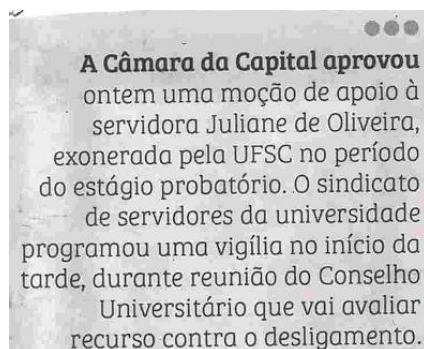 A Câmara da Capital aprovou
ontem uma moção de apoio à
servidora Juliane de Oliveira,
exonerada pela UFSC no período
do estágio probatório. O sindicato
de servidores da universidade
programou uma vigília no início da
tarde, durante reunião do Conselho
Universitário que vai avaliar
recurso contra o desligamento.